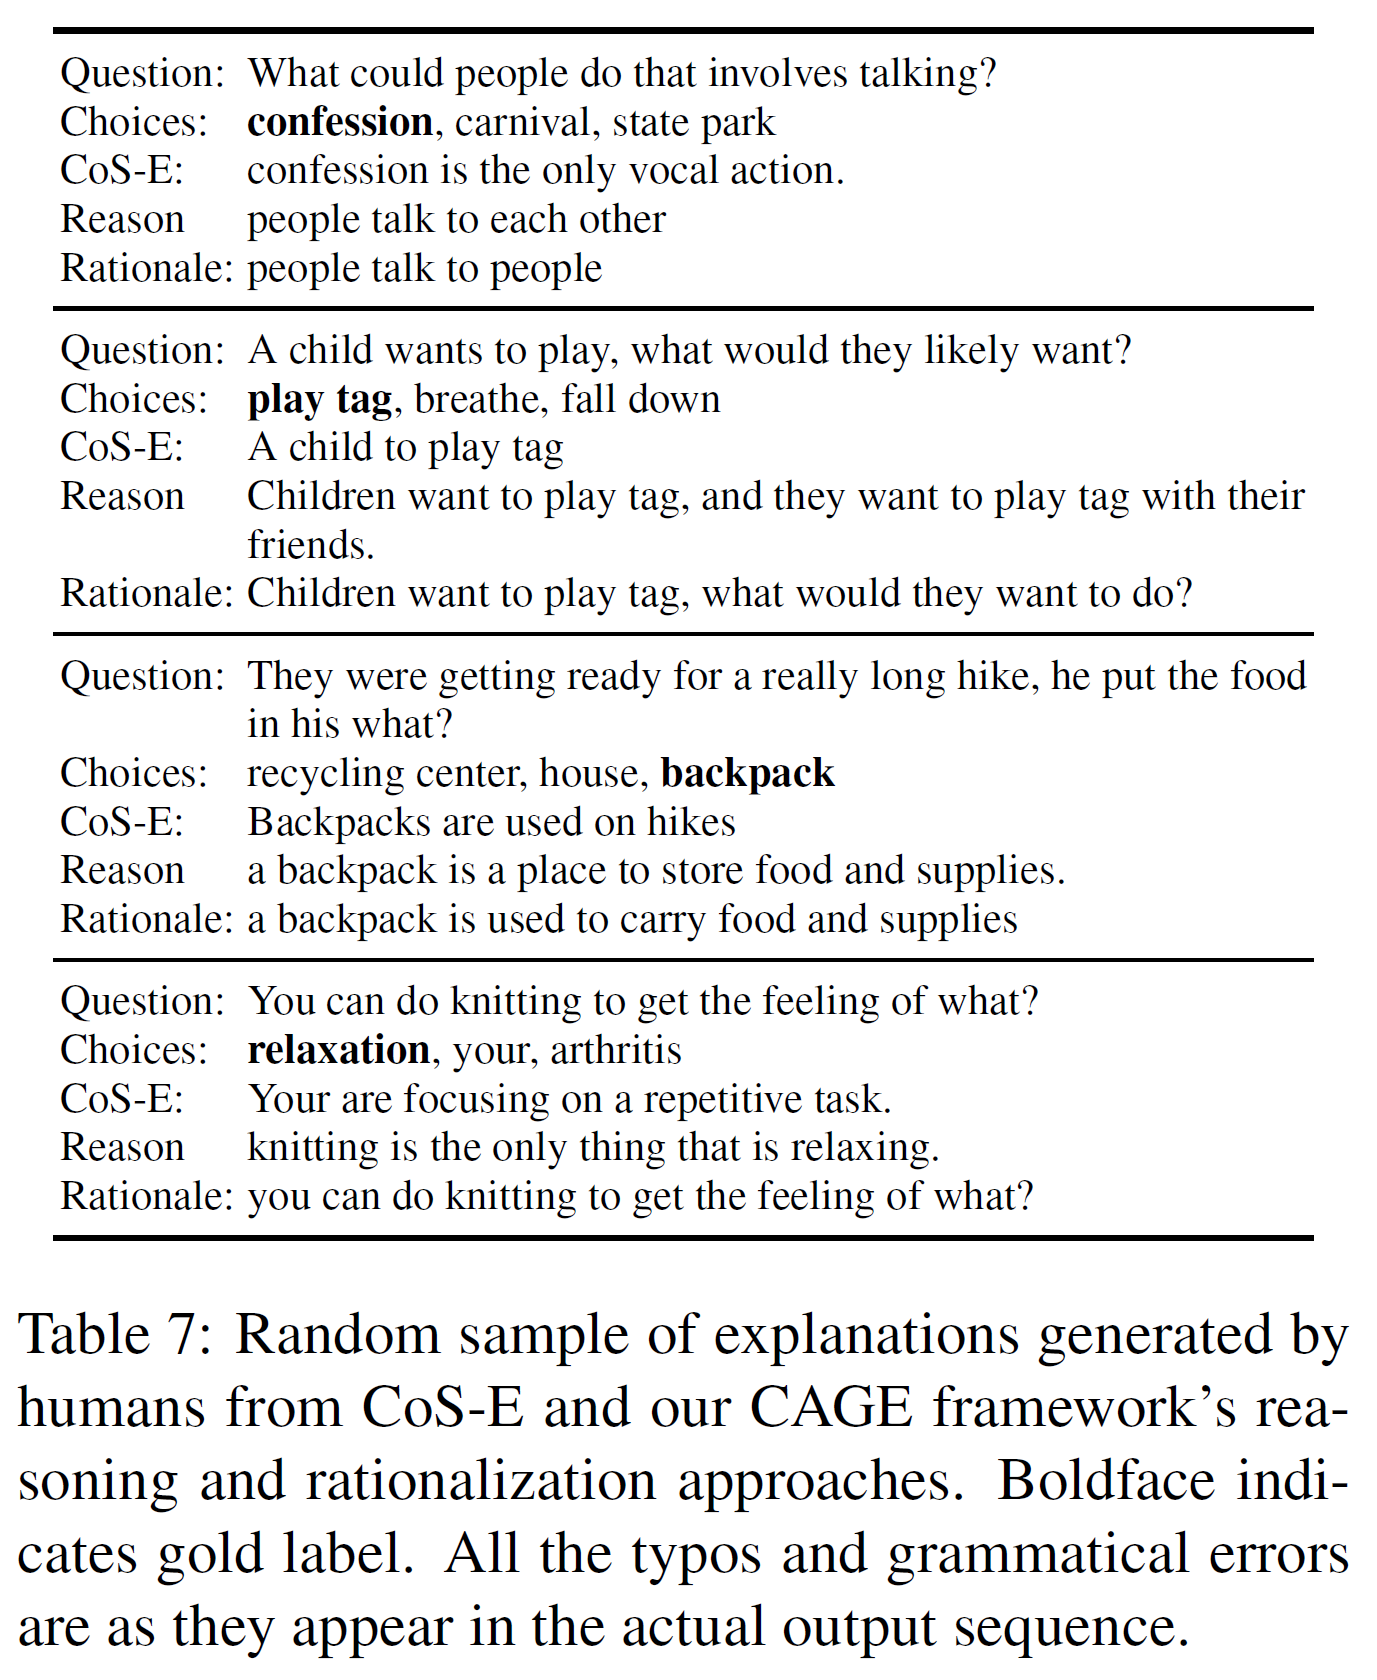 Question: What could people do that involves talking?
Choices: confession, carnival, state park
CoS-E: confession is the only vocal action.
Reason people talk to each other
Rationale: people talk to people
Question: A child wants to play, what would they likely want?
Choices: play tag, breathe, fall down
CoS-E: A child to play tag
Reason Children want to play tag, and they want to play tag with their
friends.
Rationale: Children want to play tag, what would they want to do?
Question: They were getting ready for a really long hike, he put the food
in his what?
Choices: recycling center, house, backpack
CoS-E: Backpacks are used on hikes
Reason a backpack is a place to store food and supplies.
Rationale: a backpack is used to carry food and supplies
Question: You can do knitting to get the feeling of what?
Choices: relaxation, your, arthritis
CoS-E: Your are focusing on a repetitive task.
Reason knitting is the only thing that is relaxing.
Rationale: you can do knitting to get the feeling of what?
Table 7: Random sample of explanations generated by
humans from CoS-E and our CAGE framework's rea-
soning and rationalization approaches. Boldface indi-
cates gold label. All the typos and grammatical errors
are as they appear in the actual output sequence.